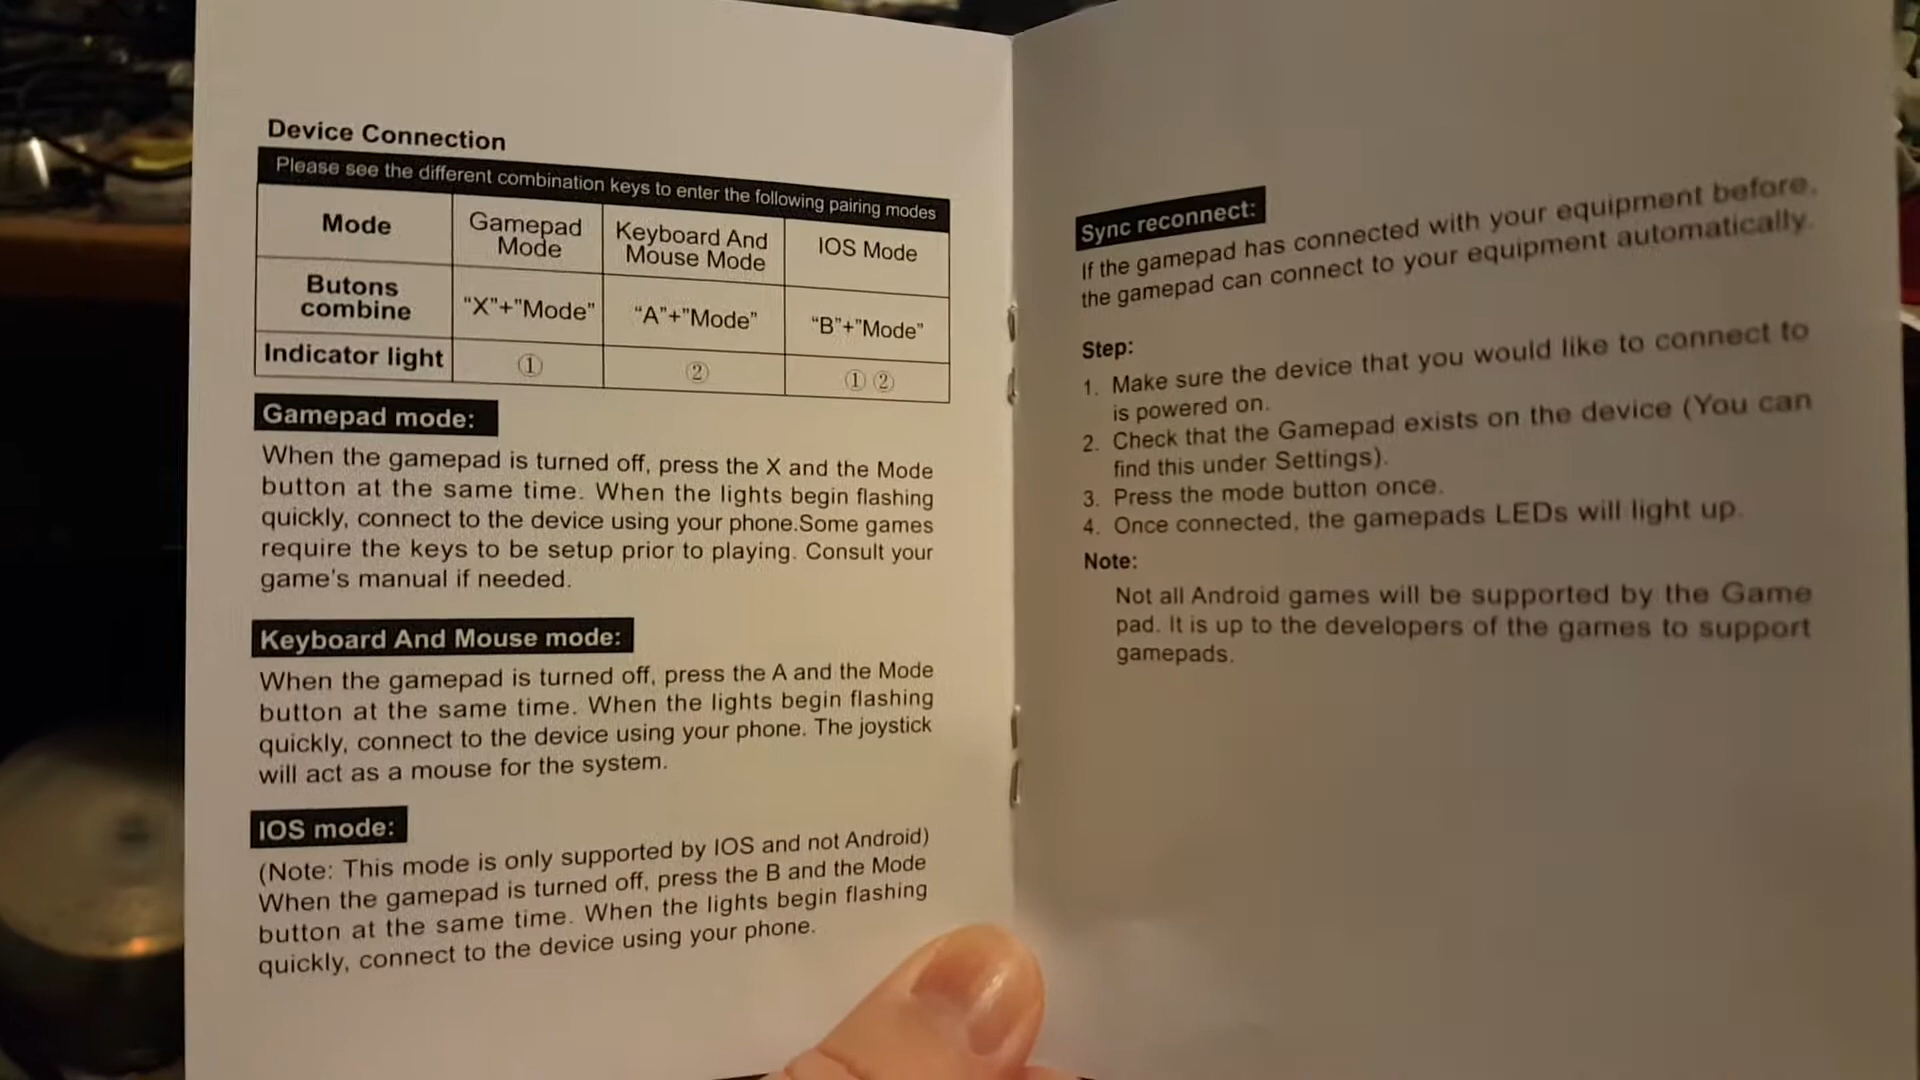 Device Connection
Please see the different combination keys to enter the following pairing modes
Mode
Gamepad
Mode
Keyboard And
Mouse Mode
IOS Mode
Butons
combine
“X”+”Mode”
“A”+”Mode”
“B”+”Mode”
Indicator light
①
②
① ②
Gamepad mode:
When the gamepad is turned off, press the X and the Mode
button at the same time. When the lights begin flashing
quickly, connect to the device using your phone.Some games
require the keys to be setup prior to playing. Consult your
game's manual if needed.
Keyboard And Mouse mode:
When the gamepad is turned off, press the A and the Mode
button at the same time. When the lights begin flashing
quickly, connect to the device using your phone. The joystick
will act as a mouse for the system.
IOS mode:
(Note: This mode is only supported by IOS and not Android)
When the gamepad is turned off, press the B and the Mode
button at the same time. When the lights begin flashing
quickly, connect to the device using your phone.
Sync reconnect:
If the gamepad has connected with your equipment before,
the gamepad can connect to your equipment automatically.
Step:
1. Make sure the device that you would like to connect to
is powered on.
2. Check that the Gamepad exists on the device (You can
find this under Settings).
3. Press the mode button once.
4. Once connected, the gamepads LEDs will light up.
Note:
Not all Android games will be supported by the Game
pad. It is up to the developers of the games to support
gamepads.